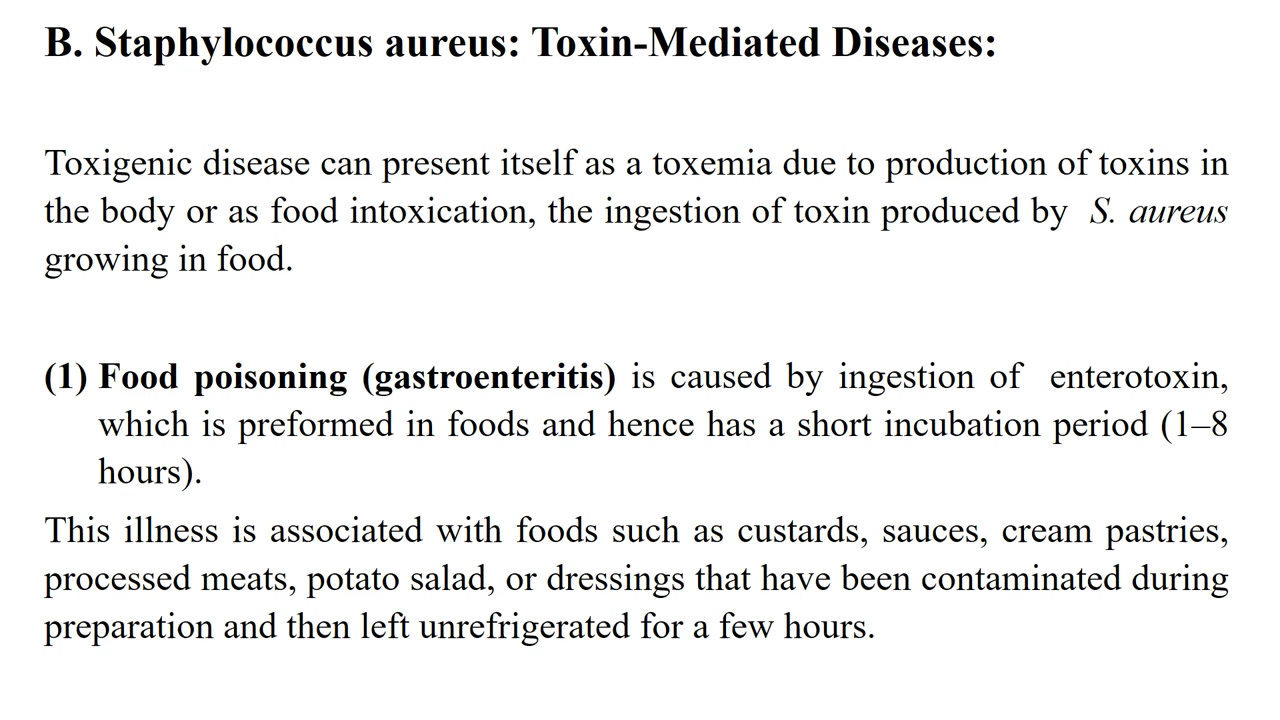 B. Staphylococcus aureus: Toxin-Mediated Diseases:
Toxigenic disease can present itself as a toxemia due to production of toxins in
the body or as food intoxication, the ingestion of toxin produced by S. aureus
growing in food.
(1) Food poisoning (gastroenteritis) is caused by ingestion of enterotoxin,
which is preformed in foods and hence has a short incubation period (1–8
hours).
This illness is associated with foods such as custards, sauces, cream pastries,
processed meats, potato salad, or dressings that have been contaminated during
preparation and then left unrefrigerated for a few hours.